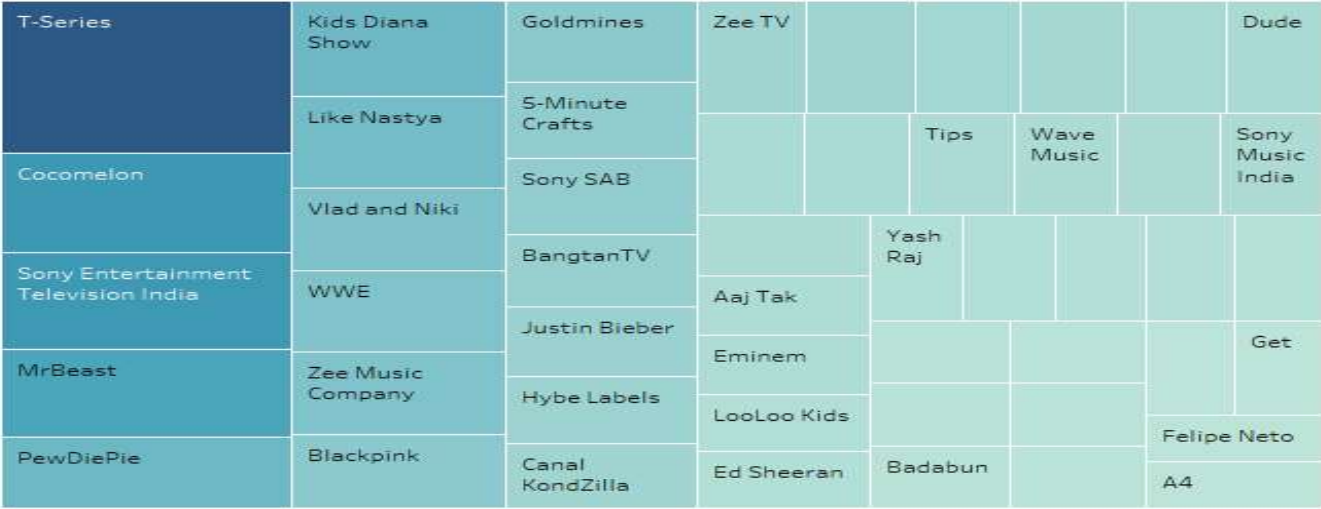 T-Series
Cocomelon
Sony Entertainment
Television India
MrBeast
PewDiePie
Kids Diana
Show
Like Nastya
Vlad and Niki
WWE
Zee Music
Company
Blackpink
Goldmines
5-Minute
Crafts
Sony SAB
BangtanTV
Justin Bieber
Hybe Labels
Canal
KondZilla
Zee TV
Dude
Tips
Wave
Music
Sony
Music
India
Aaj Tak
Eminem
LooLoo Kids
Ed Sheeran
Yash
Raj
Badabun
Get
Felipe Neto
A4